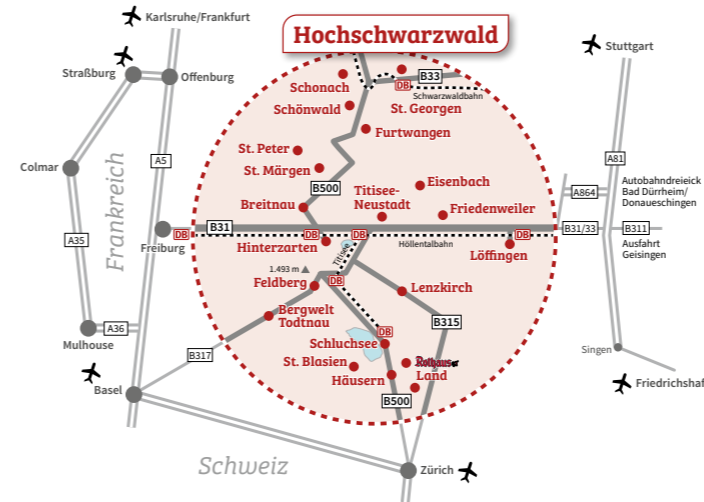 Karlsruhe/Frankfurt
Hochschwarzwald
Stuttgart
Straßburg
Offenburg
Schonach
B33
DB
Schwarzwaldbahn
Schönwald
St. Georgen
Furtwangen
Colmar
Frankreich
A5
St. Peter
St. Märgen
B500
Eisenbach
Titisee-
Neustadt
A81
Autobahndreieick
Bad Dürrheim/
Donaueschingen
A864
Breitnau
Friedenweiler
B31
B31/33
B311
Ausfahrt
Geisingen
A35
Freiburg
DB
DB
DB
DB
Hinterzarten
Titisee
Höllentalbahn
Löffingen
1.493 m
DB
Feldberg
Lenzkirch
Bergwelt
Todtnau
B315
A36
Mulhouse
DB
Schluchsee
B317
St. Blasien
Land
Häusern
B500
Singen
Basel
Friedrichshaf
Schweiz
Zürich